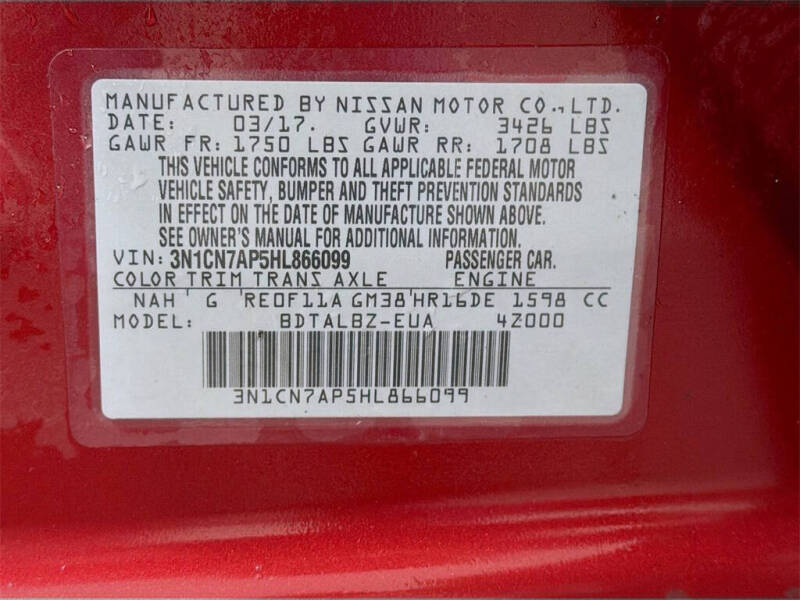 MANUFACTURED BY NISSAN MOTOR CO., LTD.
DATE: 03/17. GVWR: 3426 LBS
GAWR FR: 1750 LBS GAWR RR: 1708 LBS
THIS VEHICLE CONFORMS TO ALL APPLICABLE FEDERAL MOTOR
VEHICLE SAFETY, BUMPER AND THEFT PREVENTION STANDARDS
IN EFFECT ON THE DATE OF MANUFACTURE SHOWN ABOVE.
SEE OWNER'S MANUAL FOR ADDITIONAL INFORMATION.
VIN: 3N1CN7AP5HL866099 PASSENGER CAR.
COLOR TRIM TRANS AXLE ENGINE
NAH G RE0F11A GM38 HR16DE 1598 CC
MODEL: BDTALBZ-EUA 4Z000
3N1CN7AP5HL866099